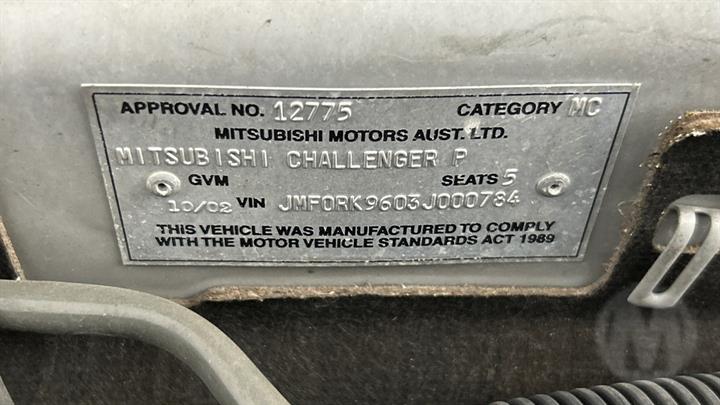 APPROVAL NO. 12775 CATEGORY MC
MITSUBISHI MOTORS AUST. LTD.
MITSUBISHI CHALLENGER P
GVM SEATS 5
10/02 VIN JMF0RK9603J000784
THIS VEHICLE WAS MANUFACTURED TO COMPLY
WITH THE MOTOR VEHICLE STANDARDS ACT 1989
M